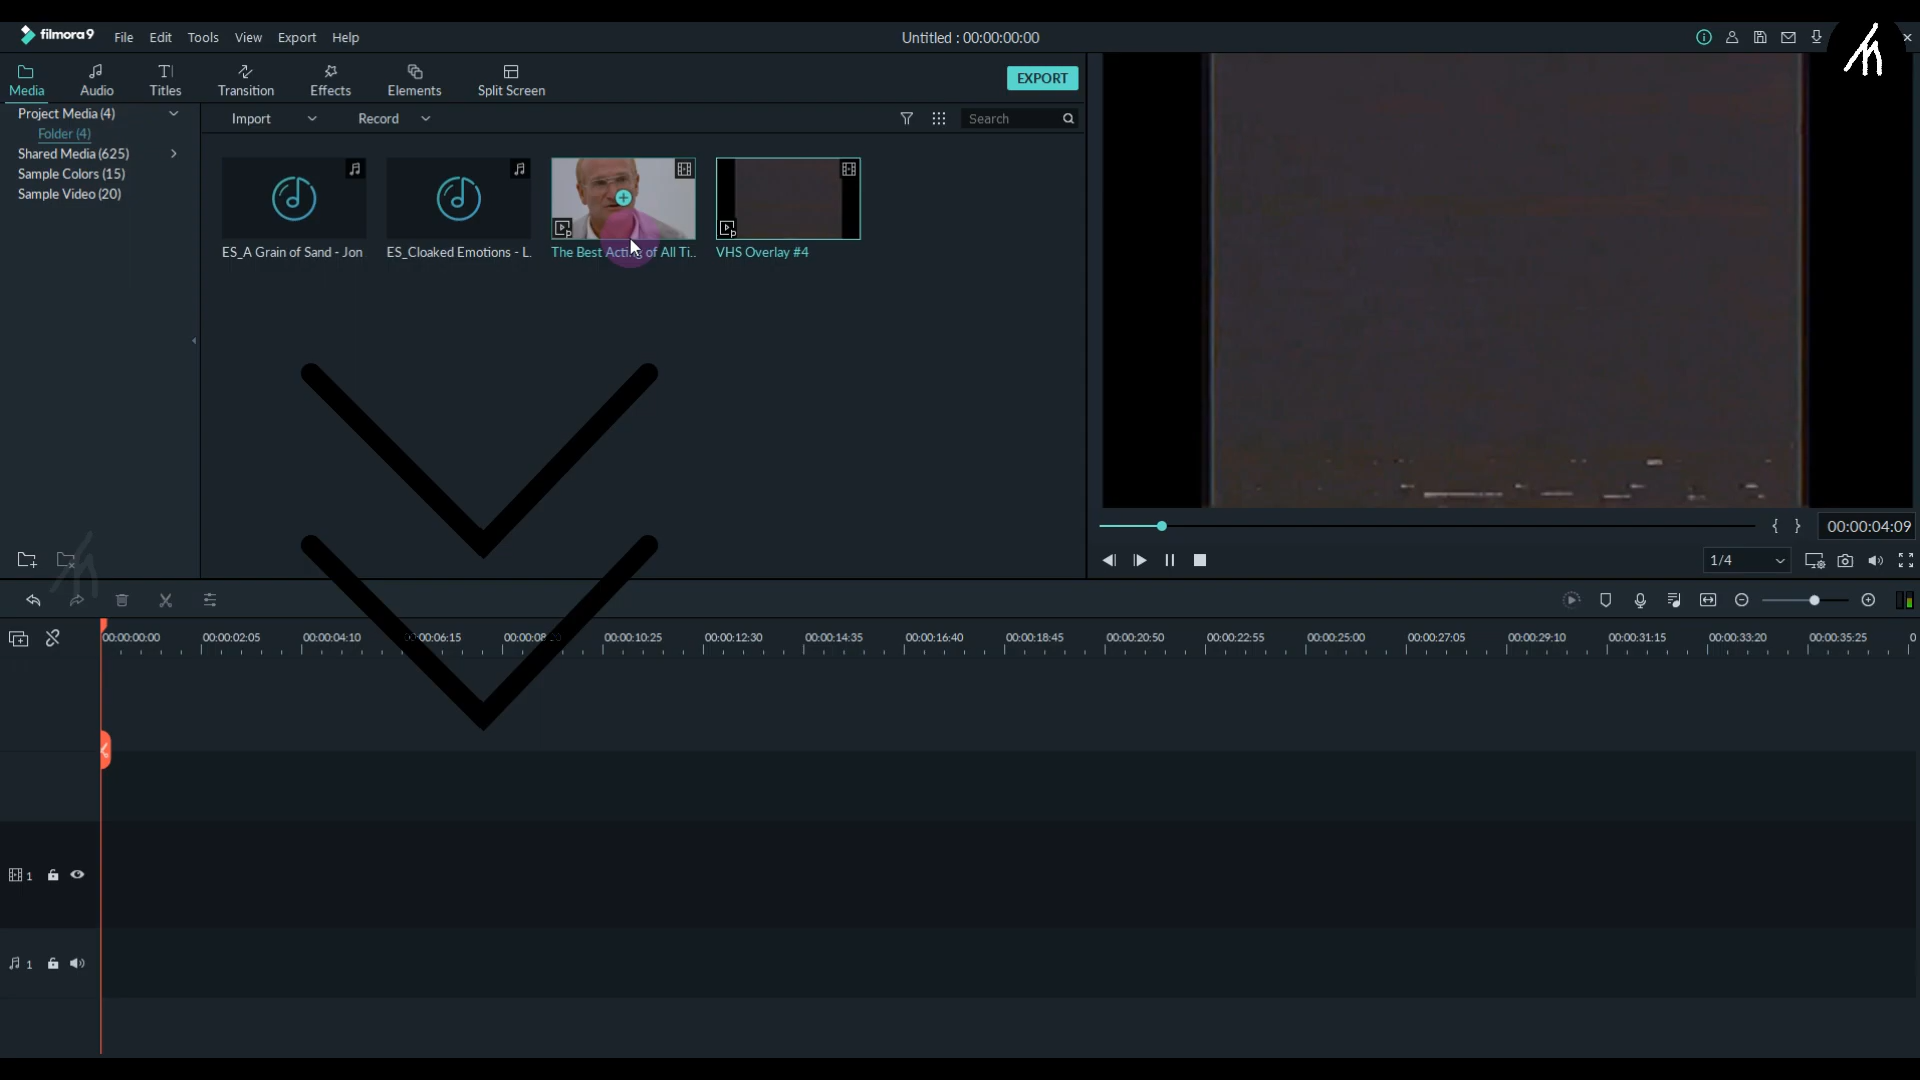 filmora9 File Edit Tools View Export Help Untitled : 00:00:00:00
Media Audio Titles Transition Effects Elements Split Screen EXPORT
Project Media (4) Import Record Search
Folder (4)
Shared Media (625)
Sample Colors (15)
Sample Video (20)
ES_A Grain of Sand - Jon ES_Cloaked Emotions - L. The Best Acting of All Ti.. VHS Overlay #4
{ } 00:00:04:09
1/4
00:00:00:00 00:00:02:05 00:00:04:10 00:00:06:15 00:00:08:20 00:00:10:25 00:00:12:30 00:00:14:35 00:00:16:40 00:00:18:45 00:00:20:50 00:00:22:55 00:00:25:00 00:00:27:05 00:00:29:10 00:00:31:15 00:00:33:20 00:00:35:25 0
1
1